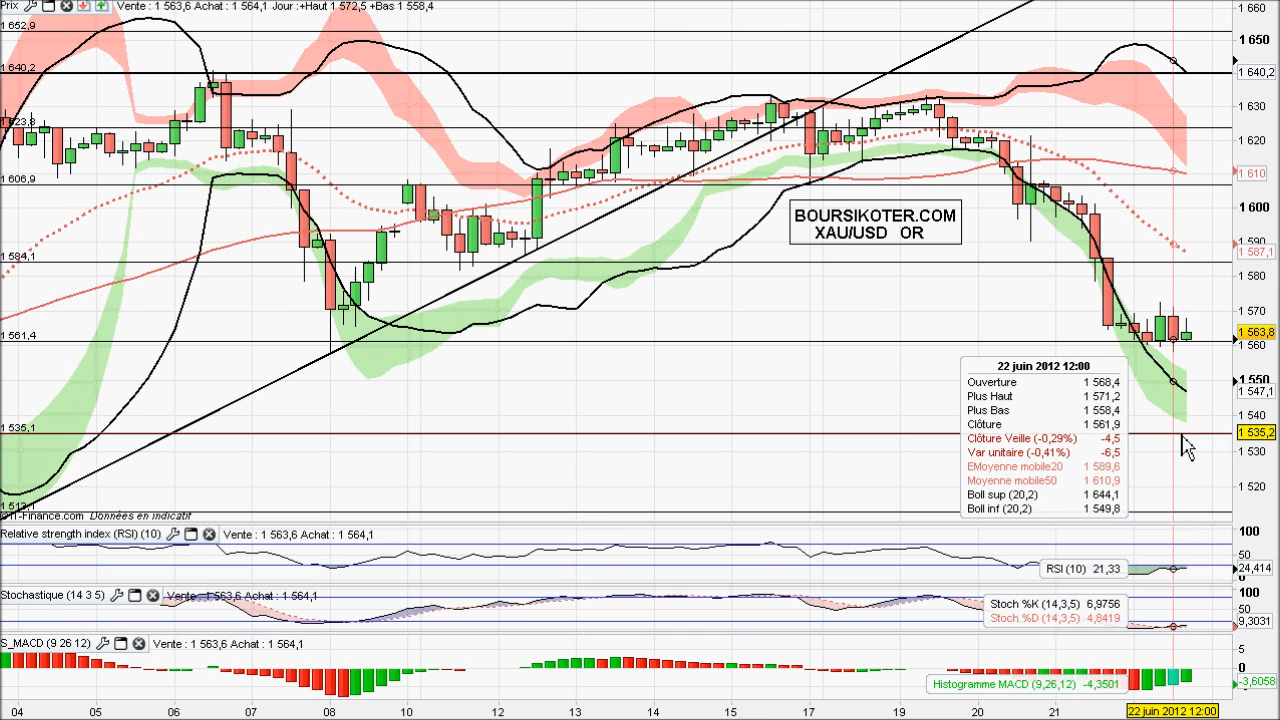 Prix Vente : 1 563,6 Achat : 1 564,1 Jour :+Haut 1 572,5 +Bas 1 558,4
1 652,9
1 640,2
1 623,8
1 606,9
1 584,1
1 561,4
1 535,1
1 660
1 650
1 640,2
1 630
1 620
1 610
1 600
1 590
1 587,1
1 580
1 570
1 563,8
1 560
1 550
1 547,1
1 540
1 535,2
1 530
1 520
BOURSIKOTER.COM
XAU/USD OR
22 juin 2012 12:00
Ouverture 1 568,4
Plus Haut 1 571,2
Plus Bas 1 558,4
Clôture 1 561,9
Clôture Veille (-0,29%) -4,5
Var unitaire (-0,41%) -6,5
EMoyenne mobile20 1 589,6
Moyenne mobile50 1 610,9
Boll sup (20,2) 1 644,1
Boll inf (20,2) 1 549,8
©IT-Finance.com Données en indicatif
Relative strength index (RSI) (10) Vente : 1 563,6 Achat : 1 564,1
RSI (10) 21,33
100
50
24,414
0
Stochastique (14 3 5) Vente : 1 563,6 Achat : 1 564,1
Stoch %K (14,3,5) 6,9756
Stoch.%D (14,3,5) 4,8419
100
50
9,3031
S_MACD (9 26 12) Vente : 1 563,6 Achat : 1 564,1
Histogramme MACD (9,26,12) -4,3501
5
0
-3,6058
04 05 06 07 08 10 12 13 14 15 17 18 19 20 21 22 juin 2012 12:00